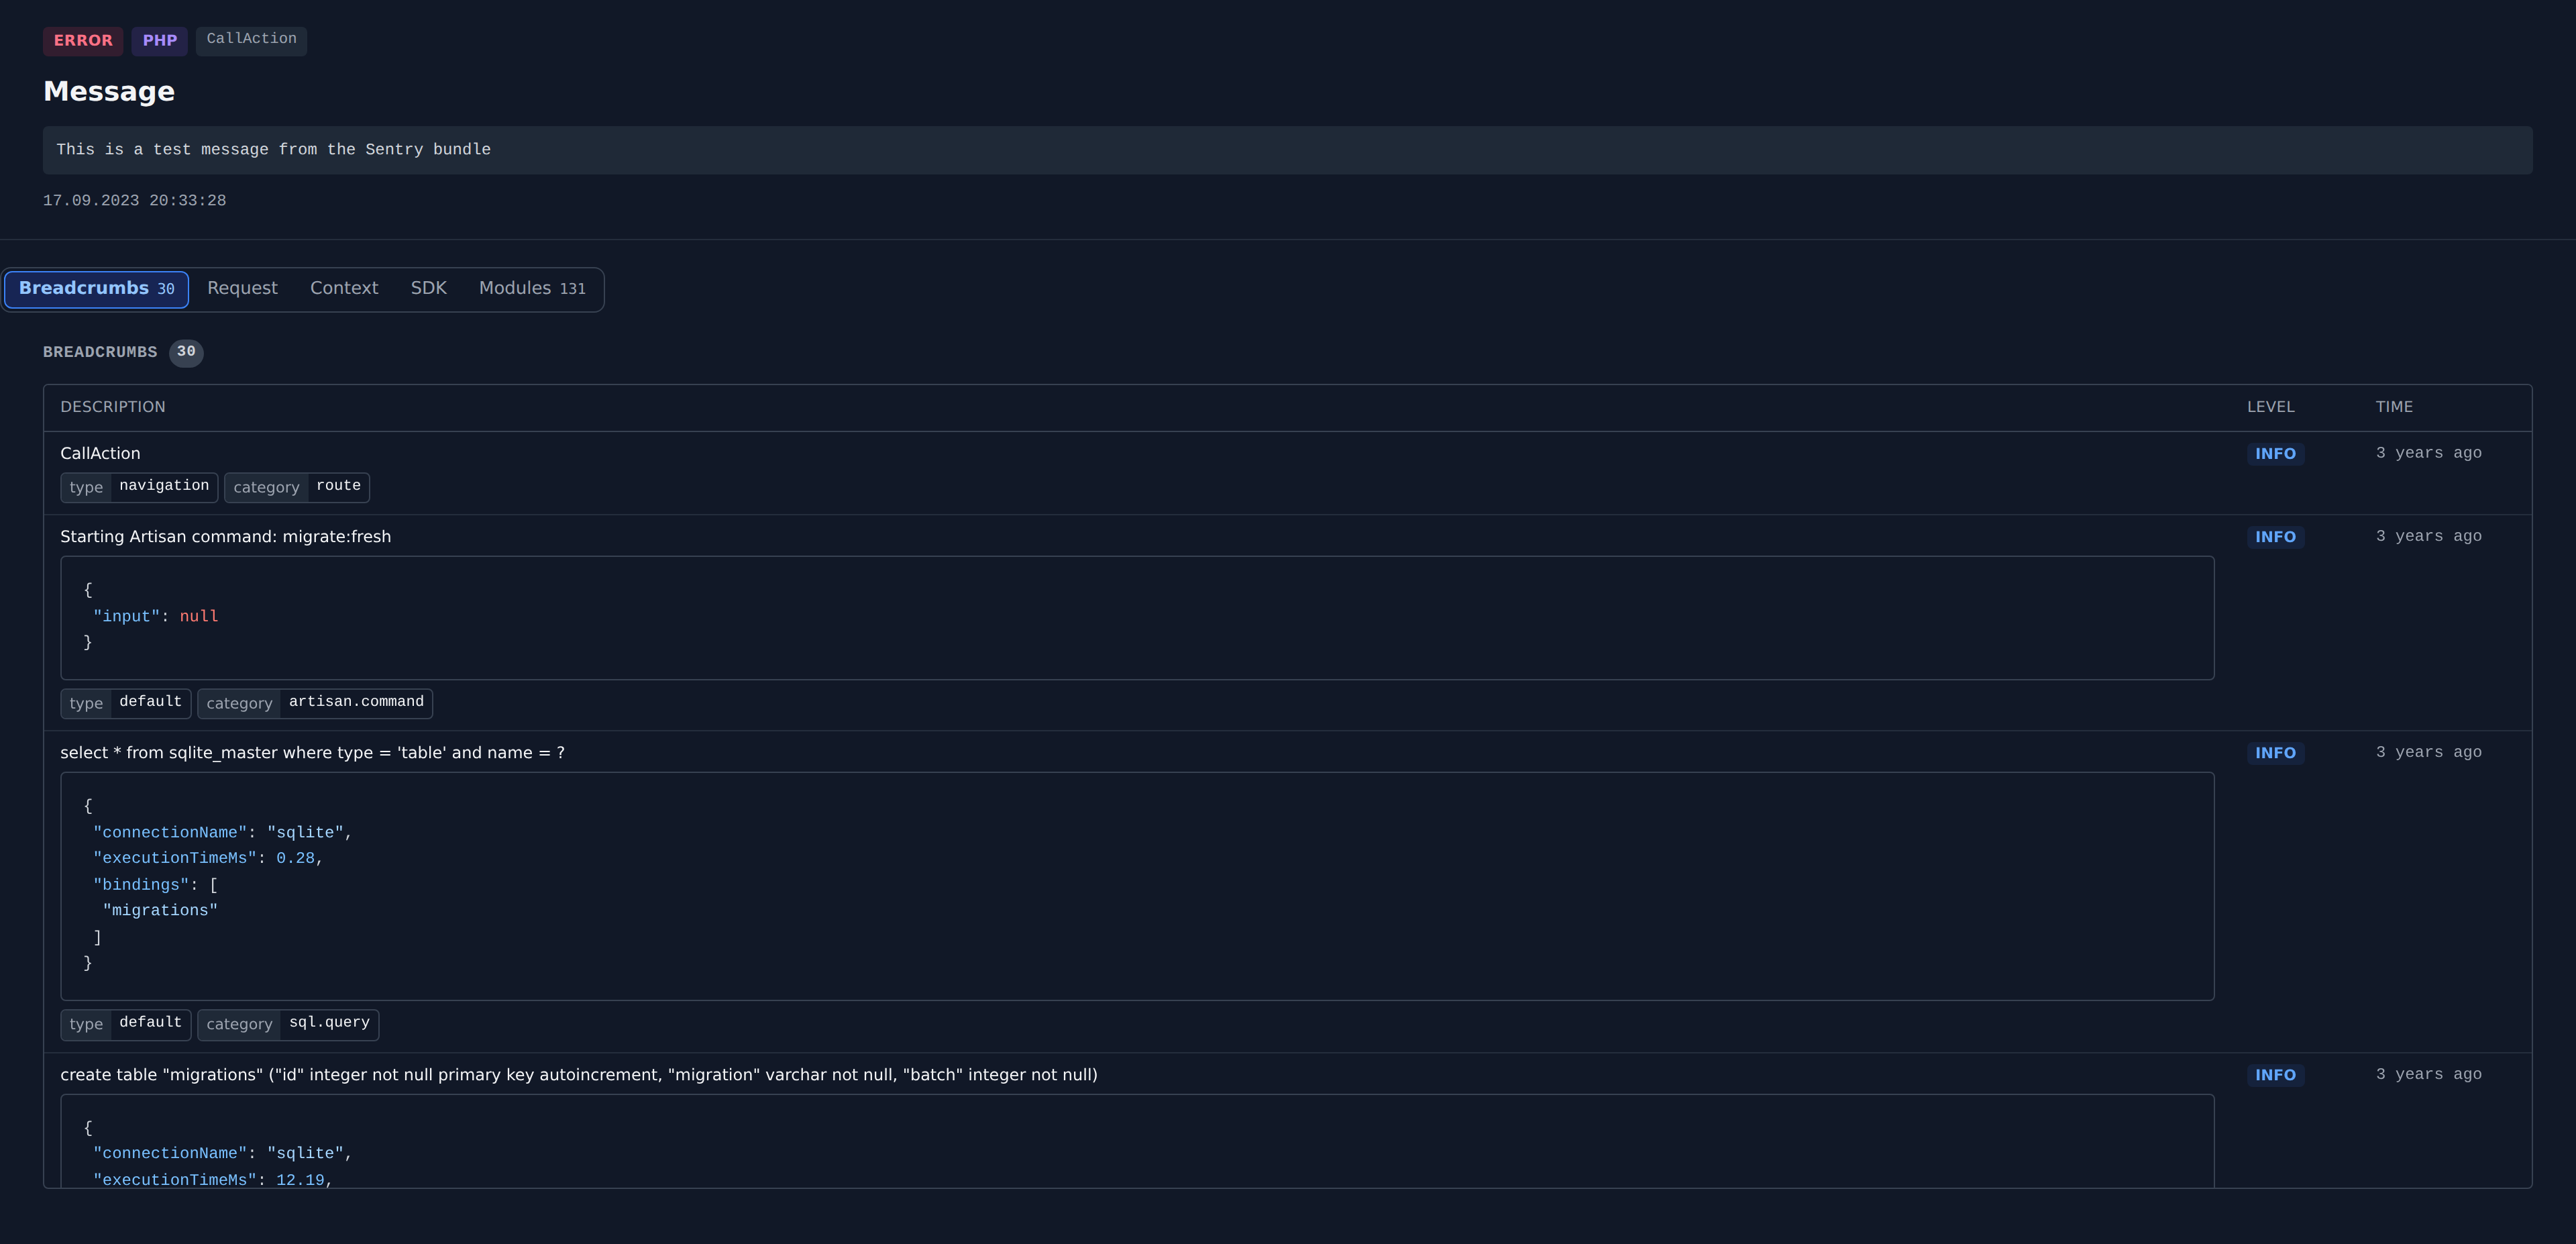 ERROR PHP CallAction
Message
This is a test message from the Sentry bundle
17.09.2023 20:33:28
Breadcrumbs 30 Request Context SDK Modules 131
BREADCRUMBS 30
DESCRIPTION LEVEL TIME
CallAction INFO 3 years ago
type navigation category route
Starting Artisan command: migrate:fresh INFO 3 years ago
{
"input": null
}
type default category artisan.command
select * from sqlite_master where type = 'table' and name = ? INFO 3 years ago
{
"connectionName": "sqlite",
"executionTimeMs": 0.28,
"bindings": [
"migrations"
]
}
type default category sql.query
create table "migrations" ("id" integer not null primary key autoincrement, "migration" varchar not null, "batch" integer not null) INFO 3 years ago
{
"connectionName": "sqlite",
"executionTimeMs": 12.19,